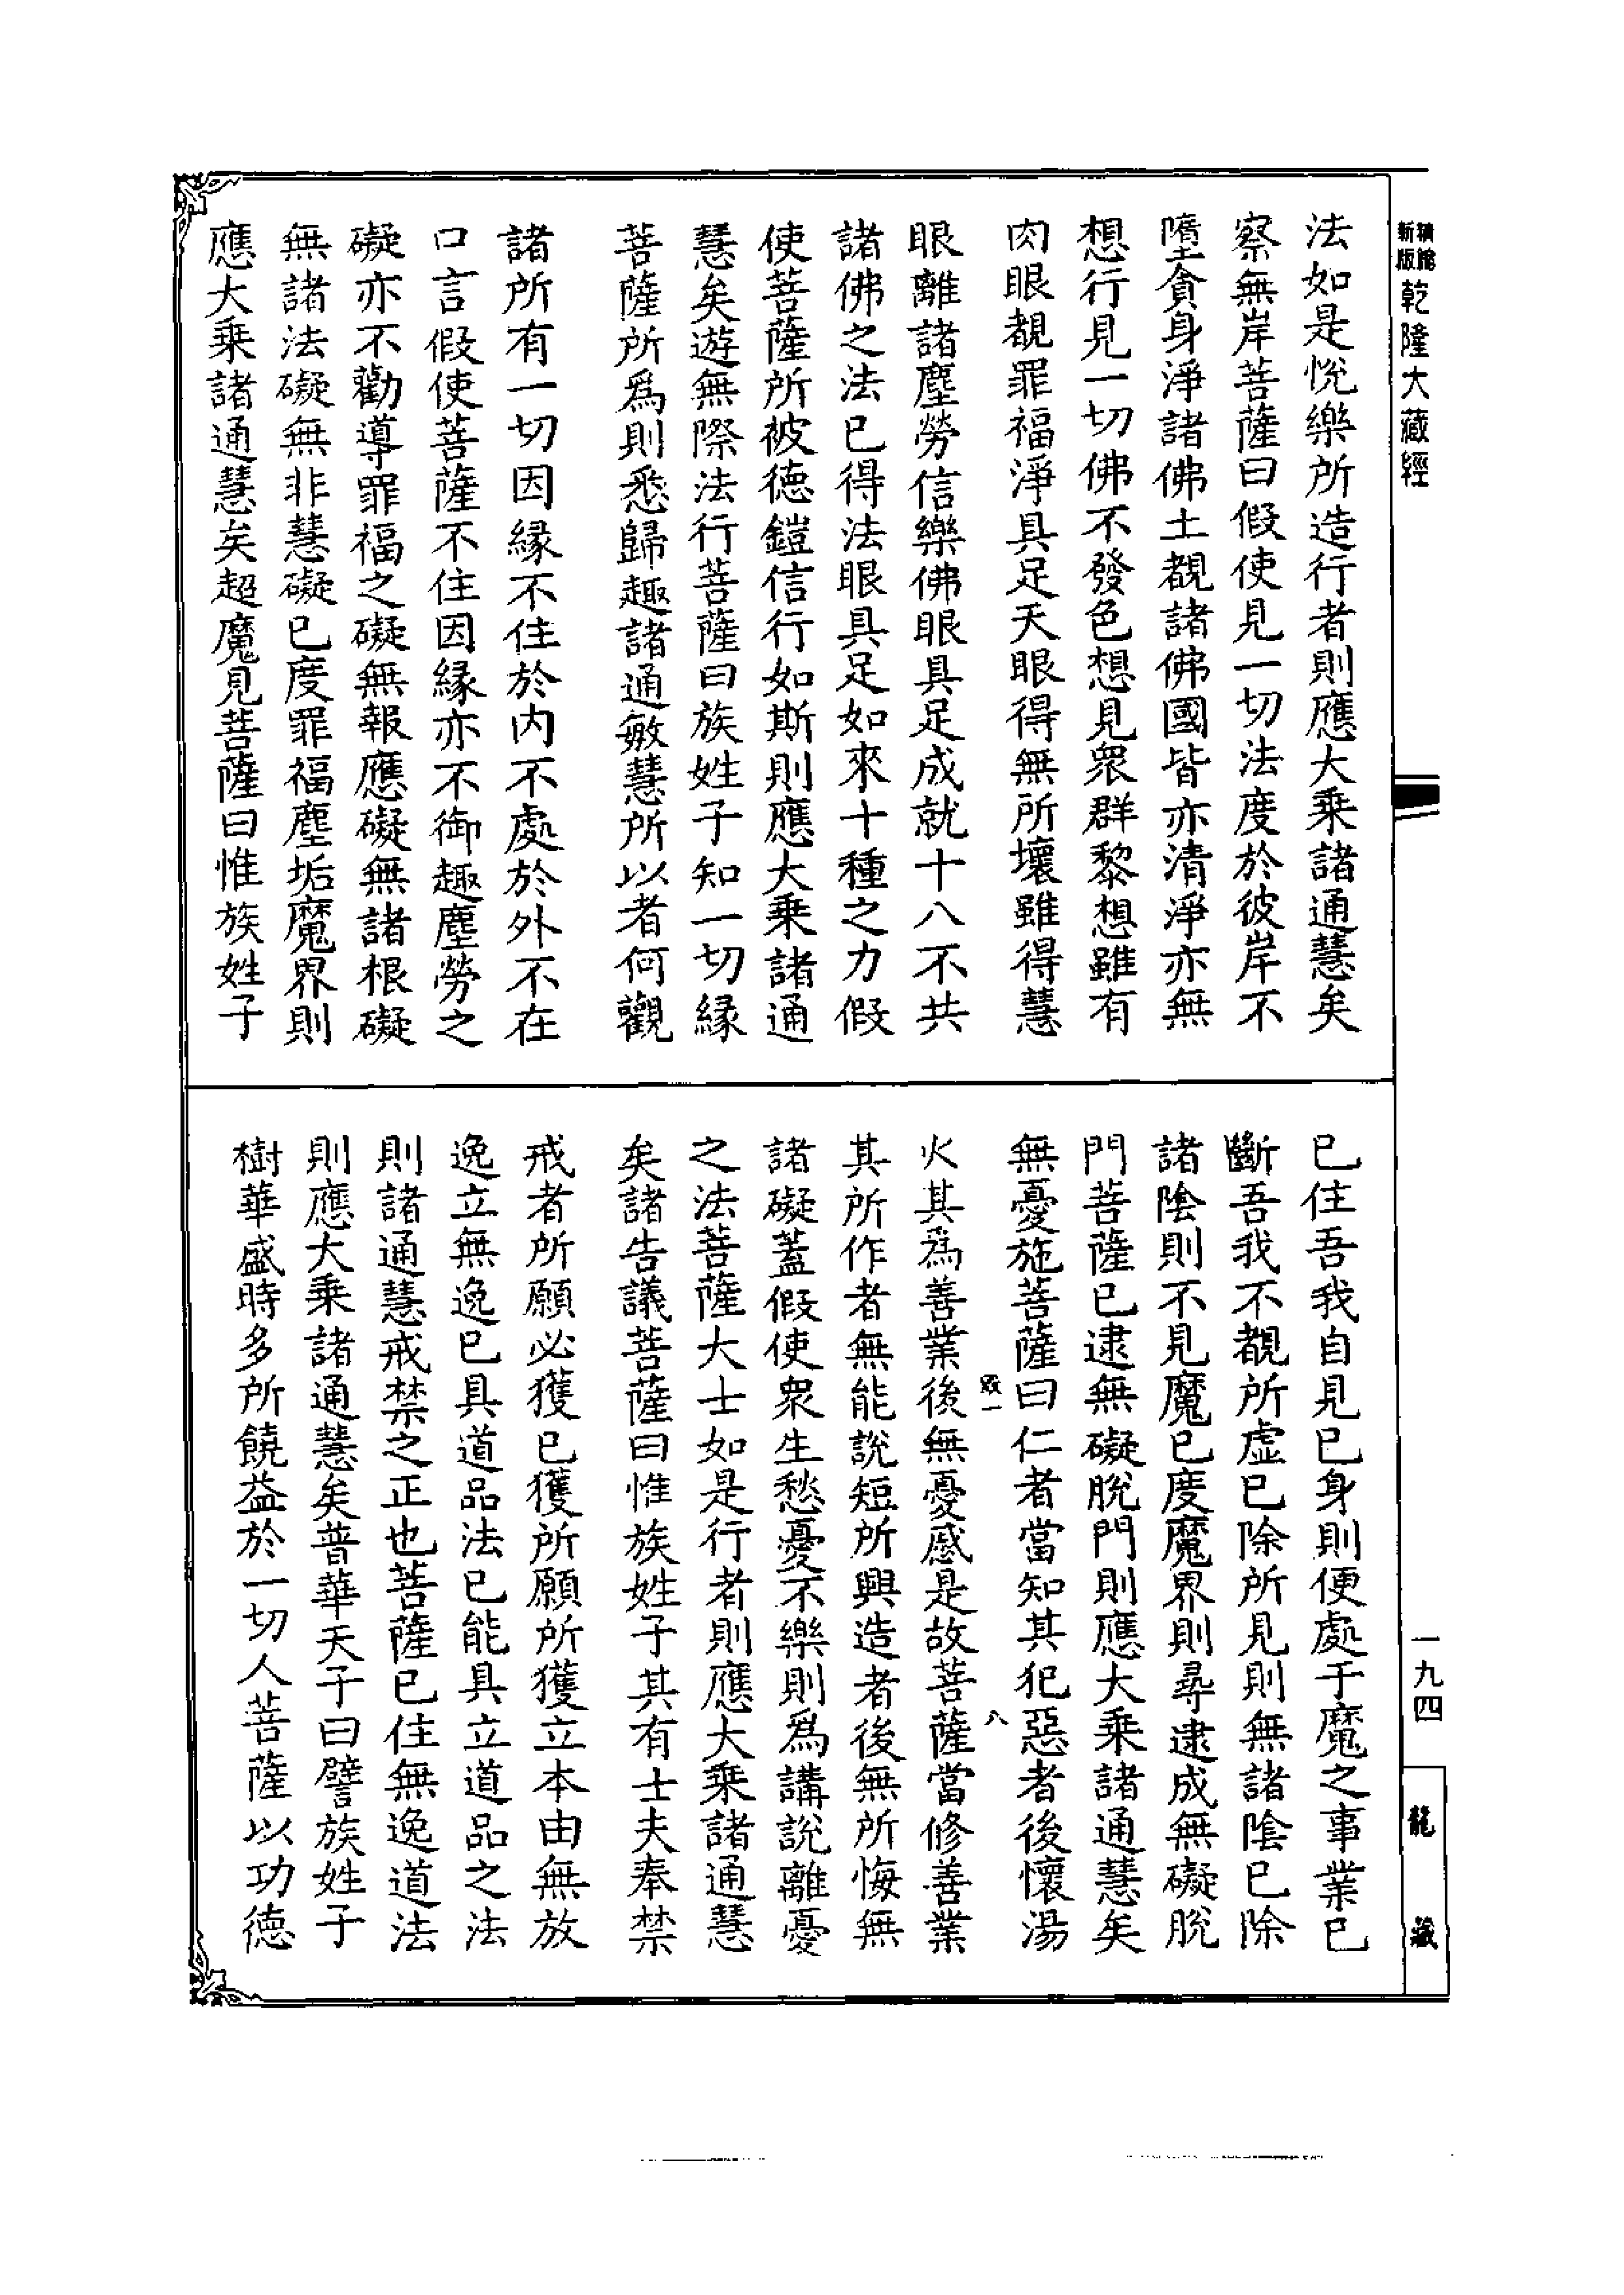 新版
精縮
乾隆大藏經
法如是悅樂所造行者則應大乘諸通慧矣
察無岸菩薩曰假使見一切法度於彼岸不
墮貪身淨諸佛土覩諸佛國皆亦清淨亦無
想行見一切佛不發色想見眾群黎想雖有
肉眼覩罪福淨具足天眼得無所壞雖得慧
眼離諸塵勞信樂佛眼具足成就十八不共
諸佛之法已得法眼具足如來十種之力假
使菩薩所被德鎧信行如斯則應大乘諸通
慧矣遊無際法行菩薩曰族姓子知一切緣
菩薩所為則悉歸趣諸通敏慧所以者何觀
諸所有一切因緣不住於內不處於外不在
口言假使菩薩不住因緣亦不御趣塵勞之
礙亦不勸導罪福之礙無報應礙無諸根礙
無諸法礙無非慧礙已度罪福塵垢魔界則
應大乘諸通慧矣超魔見菩薩曰惟族姓子
已住吾我自見已身則便處于魔之事業已
斷吾我不覩所虛已除所見則無諸陰已除
諸陰則不見魔已度魔界則尋逮成無礙脫
門菩薩已逮無礙脫門則應大乘諸通慧矣
無憂施菩薩曰仁者當知其犯惡者後懷湯
火其為善業後無憂慼是故菩薩當修善業
其所作者無能說短所興造者後無所悔無
諸礙蓋假使眾生愁憂不樂則為講說離憂
之法菩薩大士如是行者則應大乘諸通慧
矣諸告議菩薩曰惟族姓子其有士夫奉禁
戒者所願必獲已獲所願所獲立本由無放
逸立無逸已具道品法已能具立道品之法
則諸通慧戒禁之正也菩薩已住無逸道法
則應大乘諸通慧矣普華天子曰譬族姓子
樹華盛時多所饒益於一切人菩薩以功德
一九四
龍藏
八